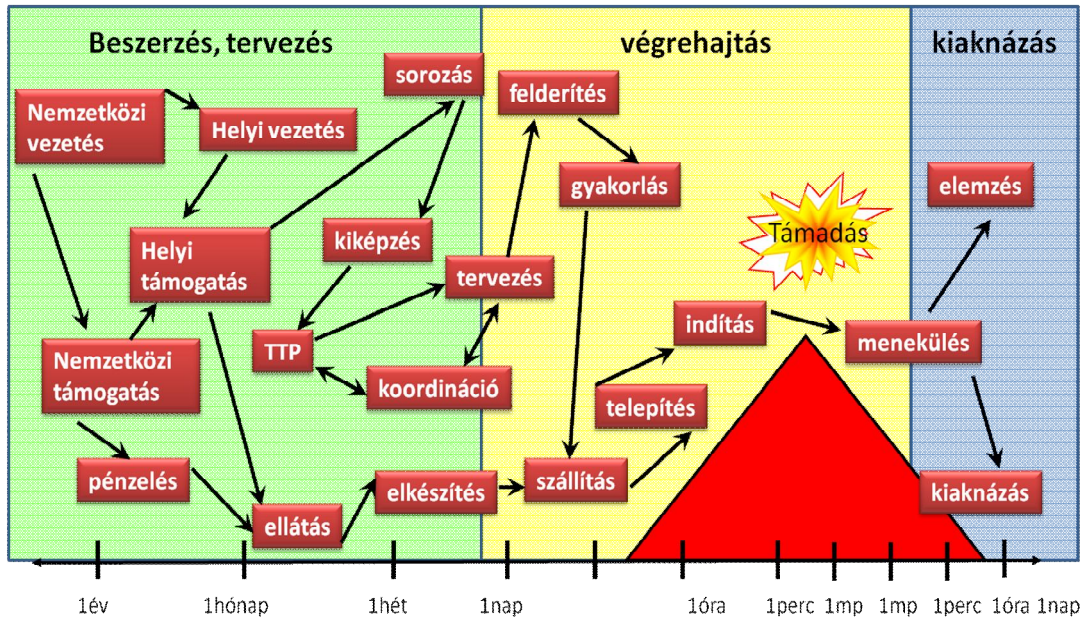 Beszerzés, tervezés
végrehajtás
kiaknázás
sorozás
felderítés
Nemzetközi
vezetés
Helyi vezetés
gyakorlás
elemzés
Támadás
Helyi
támogatás
kiképzés
tervezés
indítás
menekülés
TTP
Nemzetközi
támogatás
koordináció
telepítés
pénzelés
elkészítés
szállítás
kiaknázás
ellátás
1év
1hónap
1hét
1nap
1óra
1perc
1mp
1mp
1perc
1óra
1nap